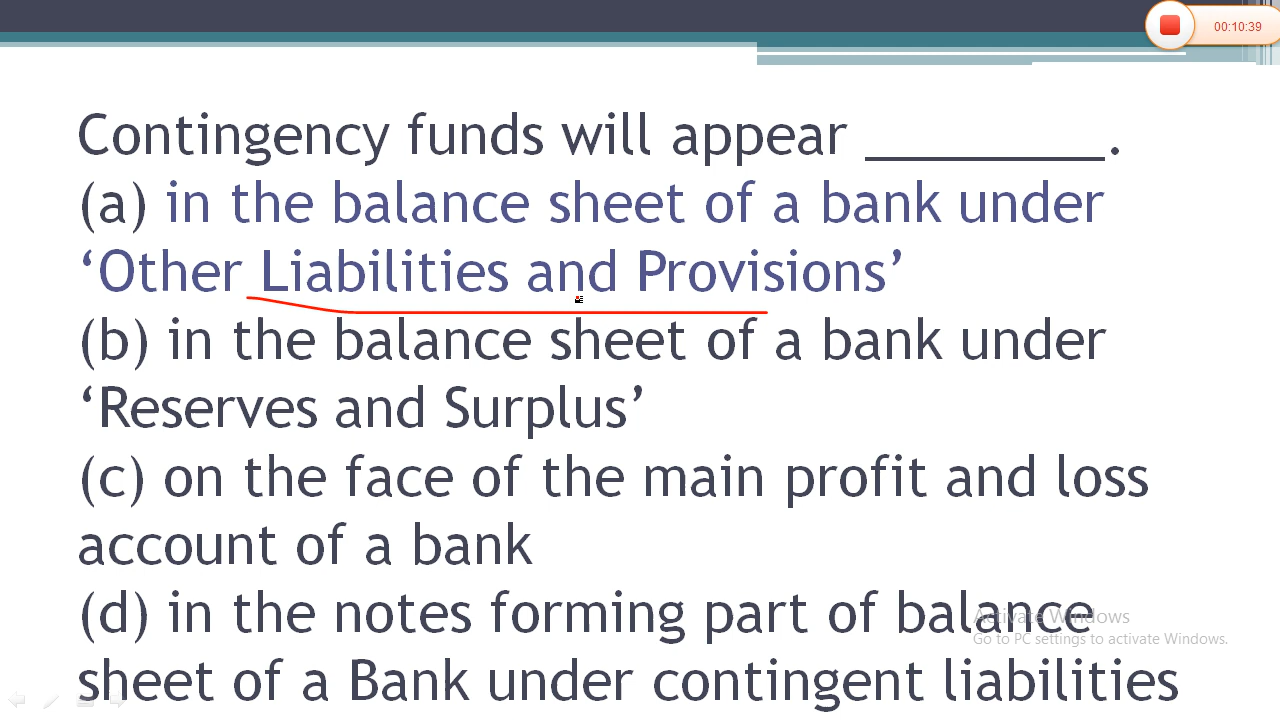 00:10:39
Contingency funds will appear ________.
(a) in the balance sheet of a bank under
‘Other Liabilities and Provisions’
(b) in the balance sheet of a bank under
‘Reserves and Surplus’
(c) on the face of the main profit and loss
account of a bank
(d) in the notes forming part of balance
sheet of a Bank under contingent liabilities
Activate Windows
Go to PC settings to activate Windows.